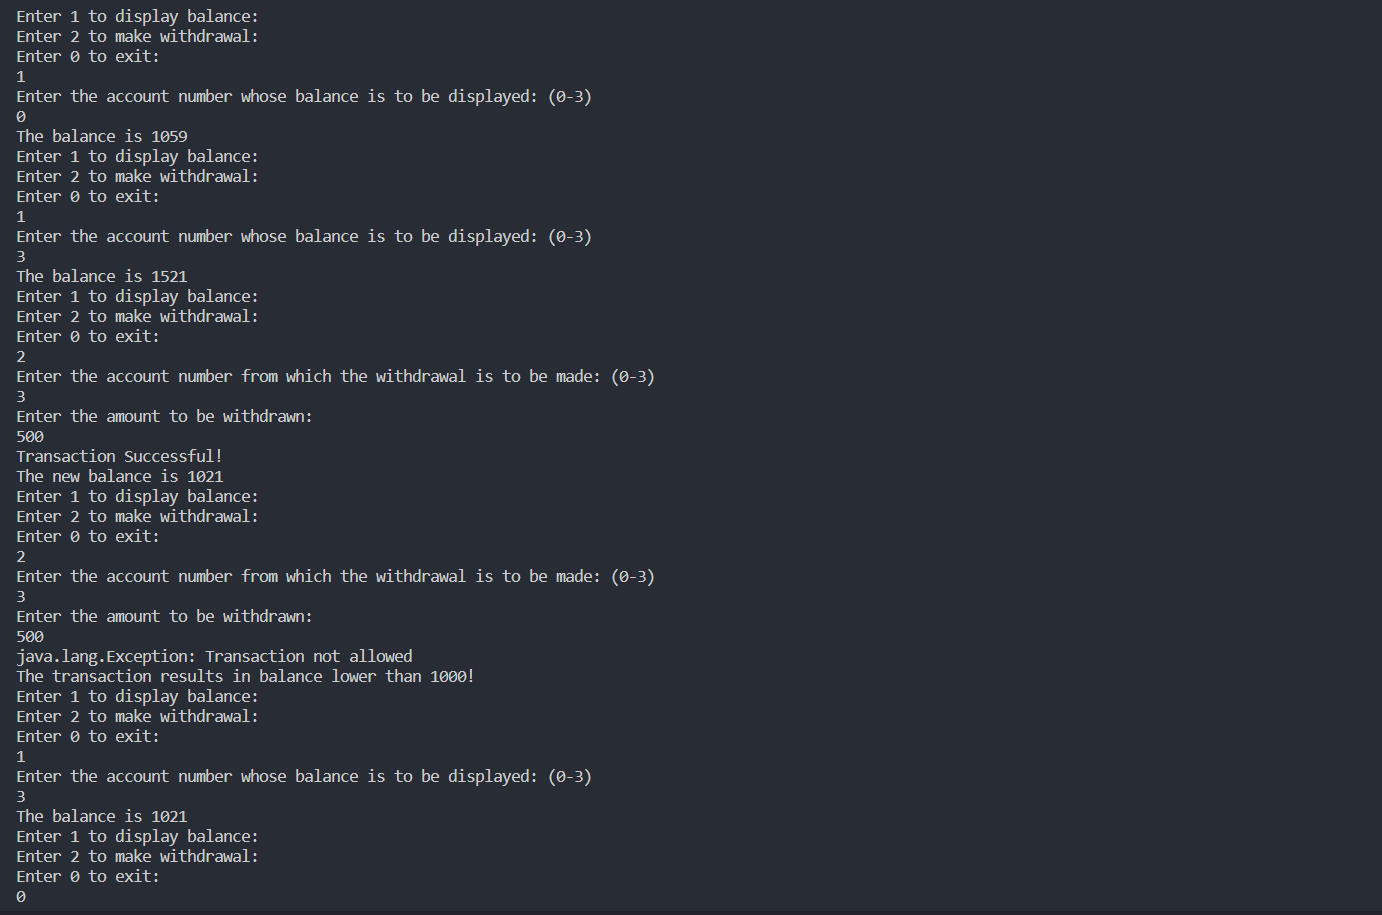 Enter 1 to display balance:
Enter 2 to make withdrawal:
Enter 0 to exit:
1
Enter the account number whose balance is to be displayed: (0-3)
0
The balance is 1059
Enter 1 to display balance:
Enter 2 to make withdrawal:
Enter 0 to exit:
1
Enter the account number whose balance is to be displayed: (0-3)
3
The balance is 1521
Enter 1 to display balance:
Enter 2 to make withdrawal:
Enter 0 to exit:
2
Enter the account number from which the withdrawal is to be made: (0-3)
3
Enter the amount to be withdrawn:
500
Transaction Successful!
The new balance is 1021
Enter 1 to display balance:
Enter 2 to make withdrawal:
Enter 0 to exit:
2
Enter the account number from which the withdrawal is to be made: (0-3)
3
Enter the amount to be withdrawn:
500
java.lang.Exception: Transaction not allowed
The transaction results in balance lower than 1000!
Enter 1 to display balance:
Enter 2 to make withdrawal:
Enter 0 to exit:
1
Enter the account number whose balance is to be displayed: (0-3)
3
The balance is 1021
Enter 1 to display balance:
Enter 2 to make withdrawal:
Enter 0 to exit:
0